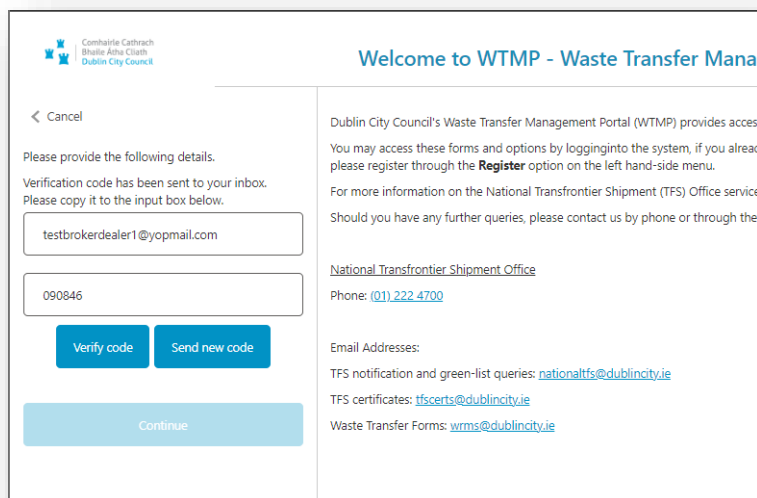 Comhairle Cathrach
Bhaile Átha Cliath
Dublin City Council
Welcome to WTMP - Waste Transfer Mana
Cancel
Please provide the following details.
Verification code has been sent to your inbox.
Please copy it to the input box below.
testbrokerdealer1@yopmail.com
090846
Verify code
Send new code
Continue
Dublin City Council's Waste Transfer Management Portal (WTMP) provides acces
You may access these forms and options by logginginto the system, if you alread
please register through the Register option on the left hand-side menu.
For more information on the National Transfrontier Shipment (TFS) Office service
Should you have any further queries, please contact us by phone or through the
National Transfrontier Shipment Office
Phone: (01) 222 4700
Email Addresses:
TFS notification and green-list queries: nationaltfs@dublincity.ie
TFS certificates: tfscerts@dublincity.ie
Waste Transfer Forms: wrms@dublincity.ie